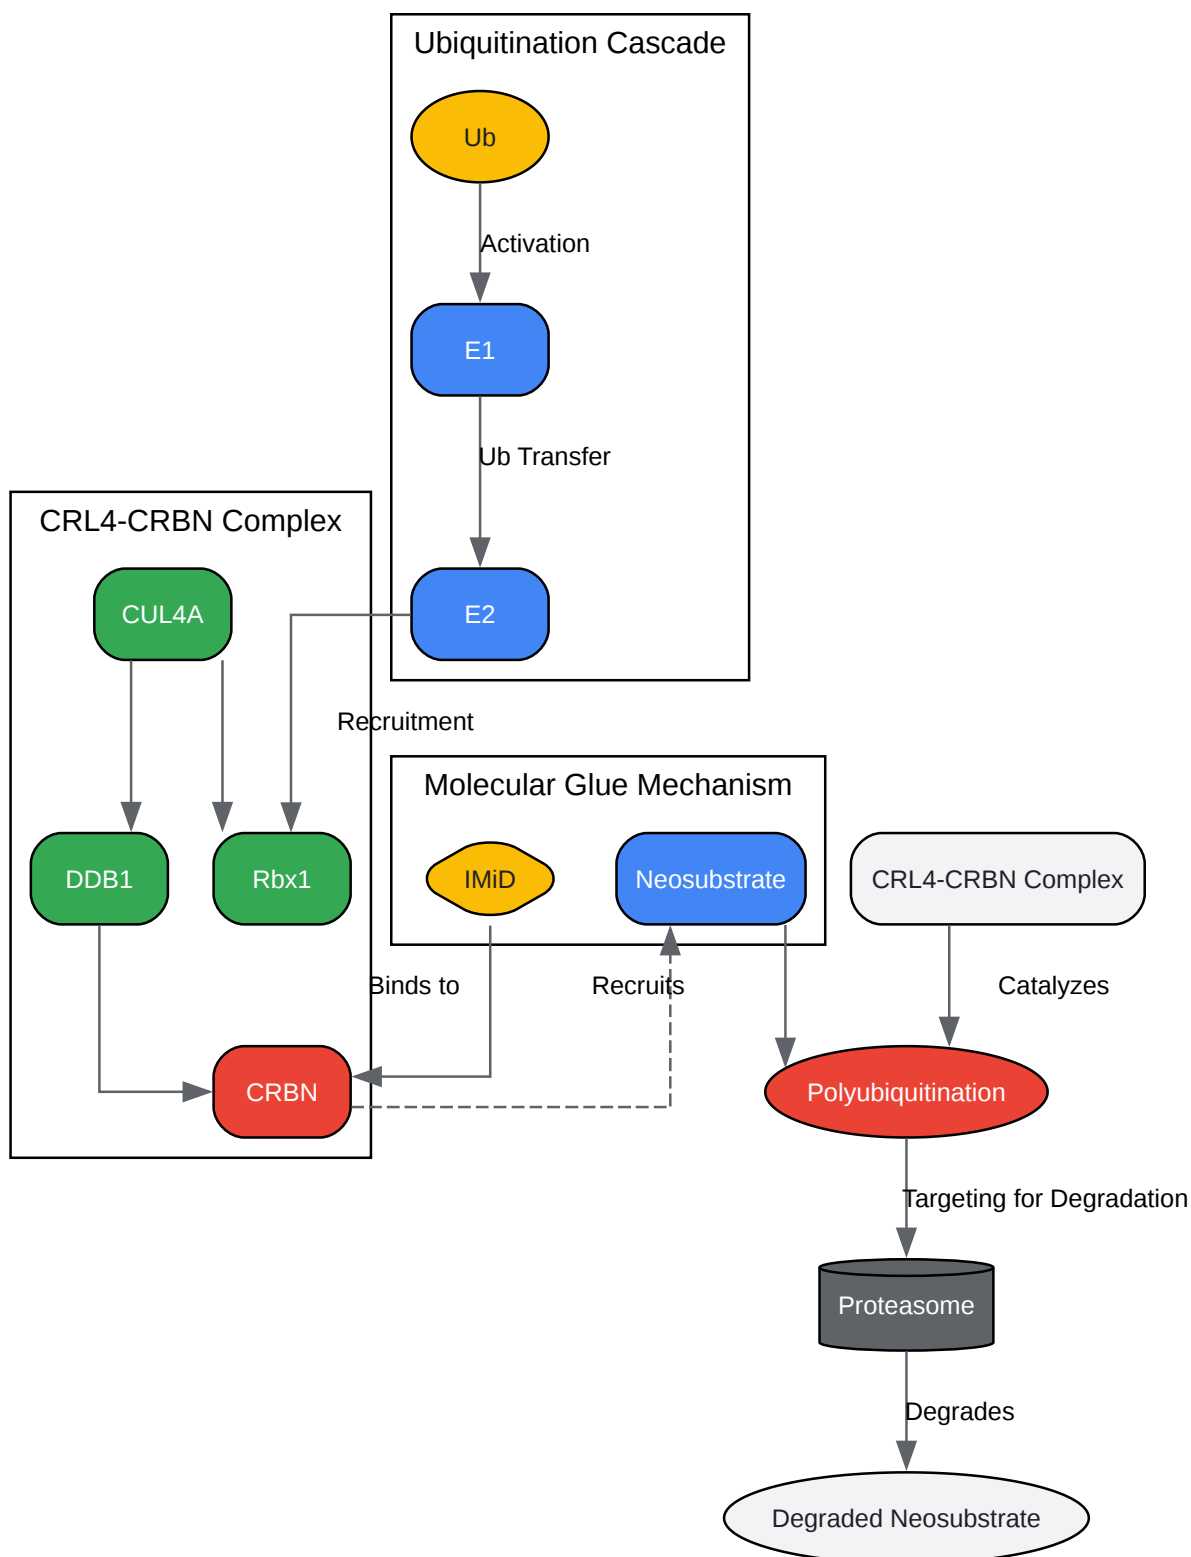 Ubiquitination Cascade
Ub
Activation
E1
Ub Transfer
E2
CRL4-CRBN Complex
CUL4A
Recruitment
DDB1
Rbx1
CRBN
Molecular Glue Mechanism
IMiD
Neosubstrate
Binds to
Recruits
CRL4-CRBN Complex
Catalyzes
Polyubiquitination
Targeting for Degradation
Proteasome
Degrades
Degraded Neosubstrate